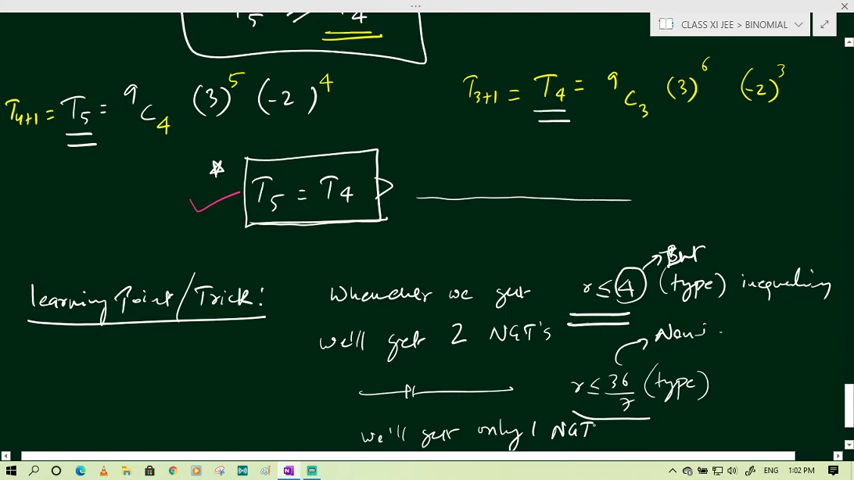 CLASS XI JEE > BINOMIAL
T5 T4
T4+1 = T5 = 9C4 (3)^5 (-2)^4
T3+1 = T4 = 9C3 (3)^6 (-2)^3
T5 = T4
Learning Point/Trick:
Whenever we get r ≤ 4 (type) inequality
we'll get 2 NGT's
r ≤ 36/7 (type)
we'll get only 1 NGT
ENG 1:02 PM